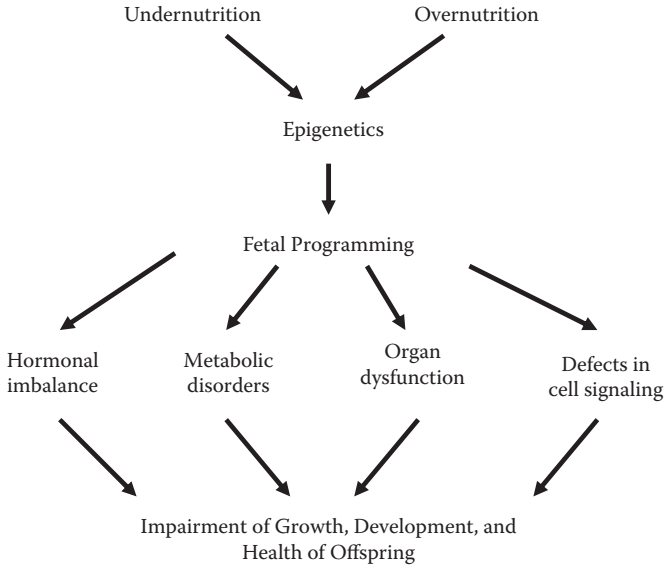 Undernutrition
Overnutrition
Epigenetics
Fetal Programming
Hormonal
imbalance
Metabolic
disorders
Organ
dysfunction
Defects in
cell signaling
Impairment of Growth, Development, and
Health of Offspring